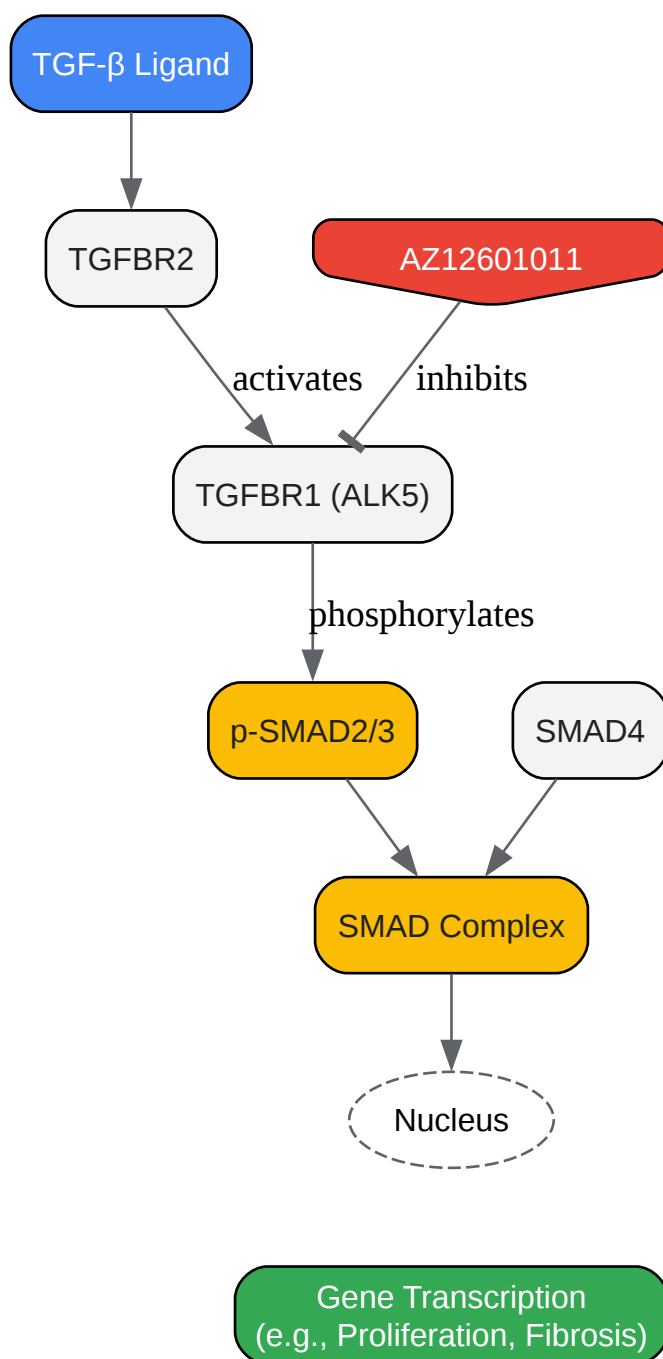 TGF-β Ligand
TGFBR2
AZ12601011
activates
inhibits
TGFBR1 (ALK5)
phosphorylates
p-SMAD2/3
SMAD4
SMAD Complex
Nucleus
Gene Transcription
(e.g., Proliferation, Fibrosis)